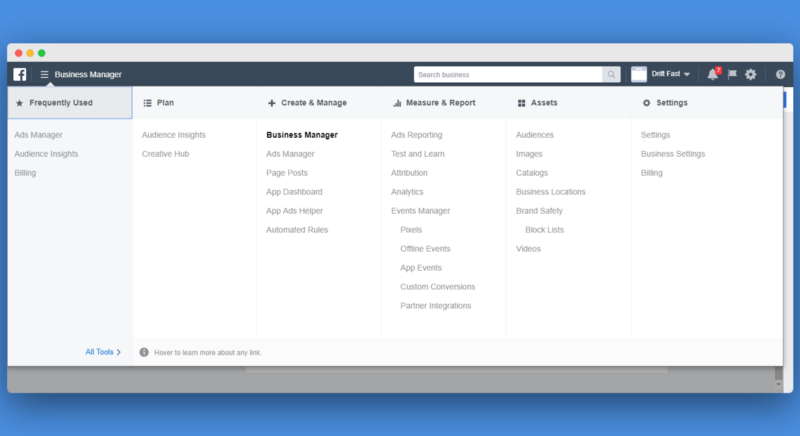 f
Business Manager
Search business
Drift Fast
7
?
Frequently Used
Ads Manager
Audience Insights
Billing
All Tools
Plan
Audience Insights
Creative Hub
Create & Manage
Business Manager
Ads Manager
Page Posts
App Dashboard
App Ads Helper
Automated Rules
Measure & Report
Ads Reporting
Test and Learn
Attribution
Analytics
Events Manager
Pixels
Offline Events
App Events
Custom Conversions
Partner Integrations
Assets
Audiences
Images
Catalogs
Business Locations
Brand Safety
Block Lists
Videos
Settings
Settings
Business Settings
Billing
Hover to learn more about any link.